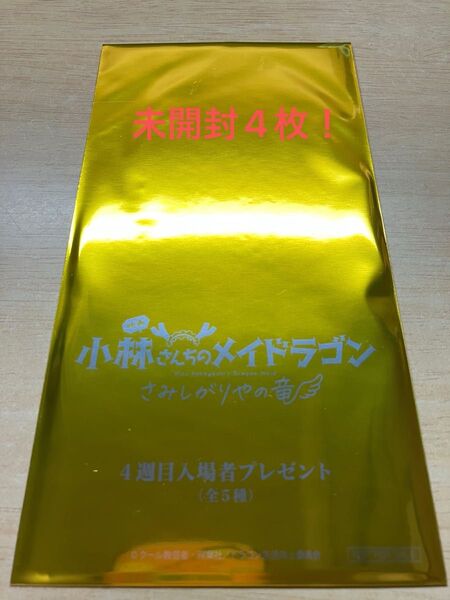 未開封４枚！
小林さんちのメイドラゴン
さみしがりやの竜
４週目入場者プレゼント
（全５種）